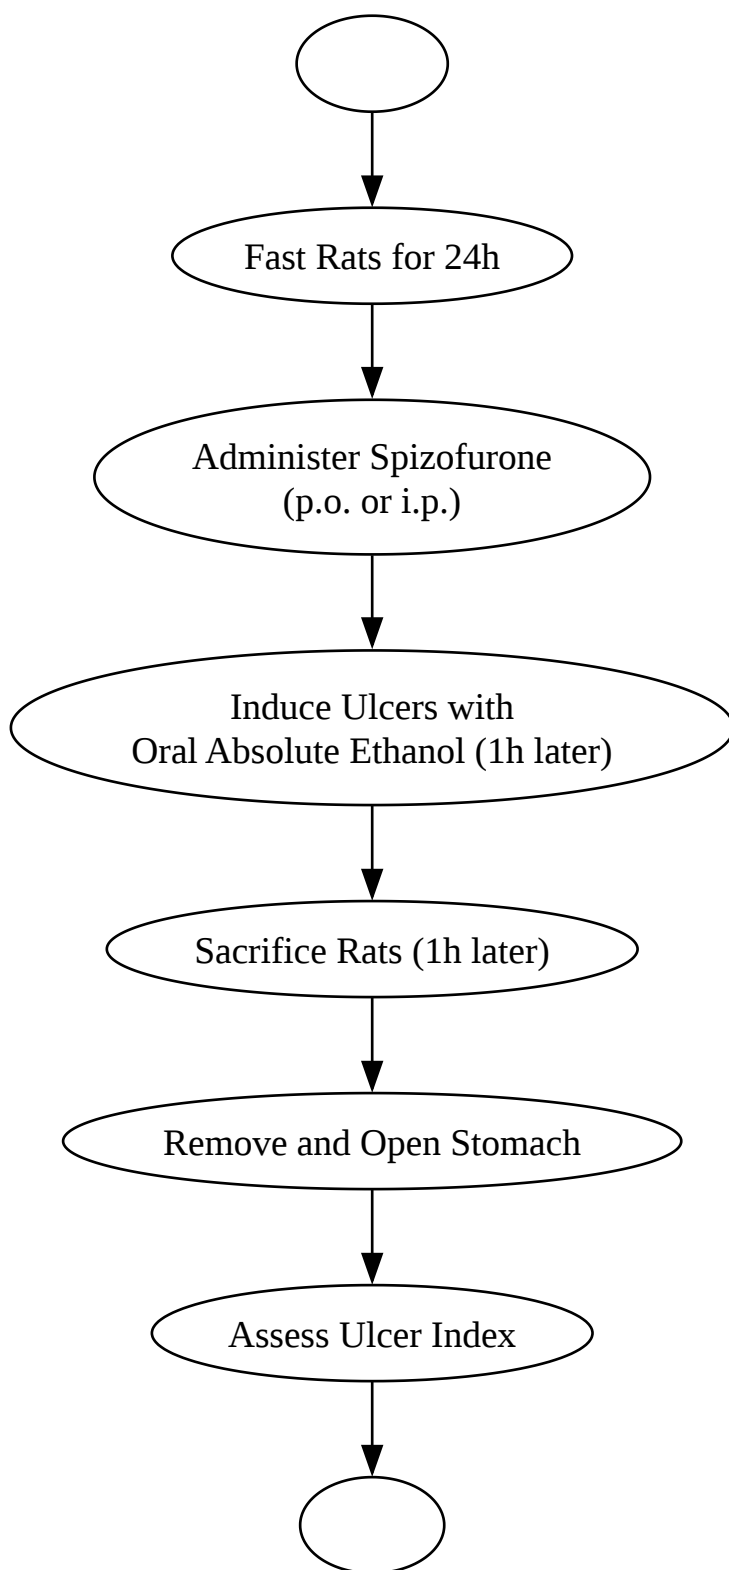 Fast Rats for 24h
Administer Spizofurone
(p.o. or i.p.)
Induce Ulcers with
Oral Absolute Ethanol (1h later)
Sacrifice Rats (1h later)
Remove and Open Stomach
Assess Ulcer Index